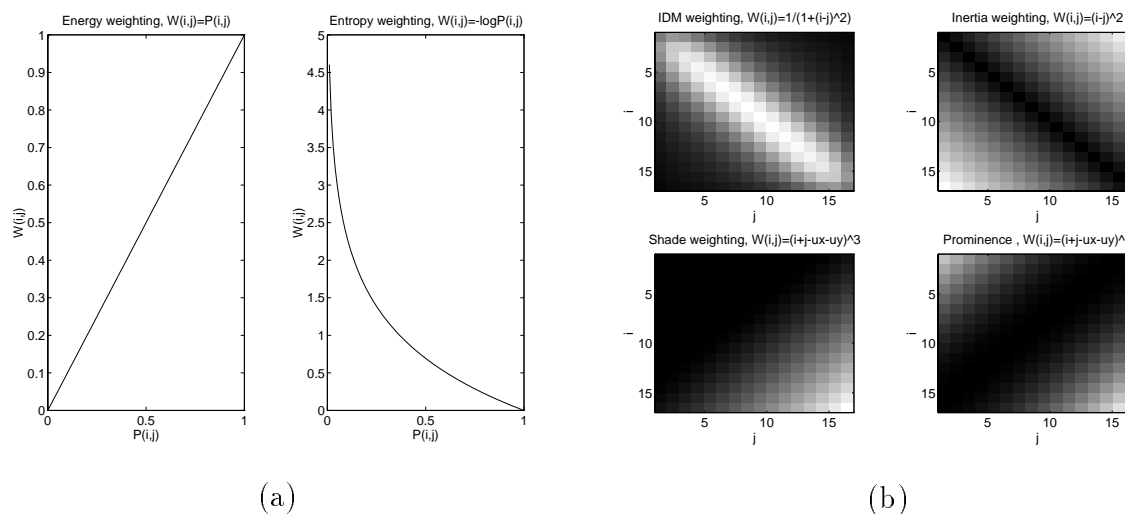 Energy weighting, W(i,j)=P(i,j)
1
0.9
0.8
0.7
0.6
0.5
0.4
0.3
0.2
0.1
0
W(i,j)
0 0.5 1
P(i,j)
Entropy weighting, W(i,j)=-logP(i,j)
5
4.5
4
3.5
3
2.5
2
1.5
1
0.5
0
W(i,j)
0 0.5 1
P(i,j)
(a)
IDM weighting, W(i,j)=1/(1+(i-j)^2)
5
10
15
i
5 10 15
j
Inertia weighting, W(i,j)=(i-j)^2
5
10
15
i
5 10 15
j
Shade weighting, W(i,j)=(i+j-ux-uy)^3
5
10
15
i
5 10 15
j
Prominence , W(i,j)=(i+j-ux-uy)^
5
10
15
i
5 10 15
j
(b)